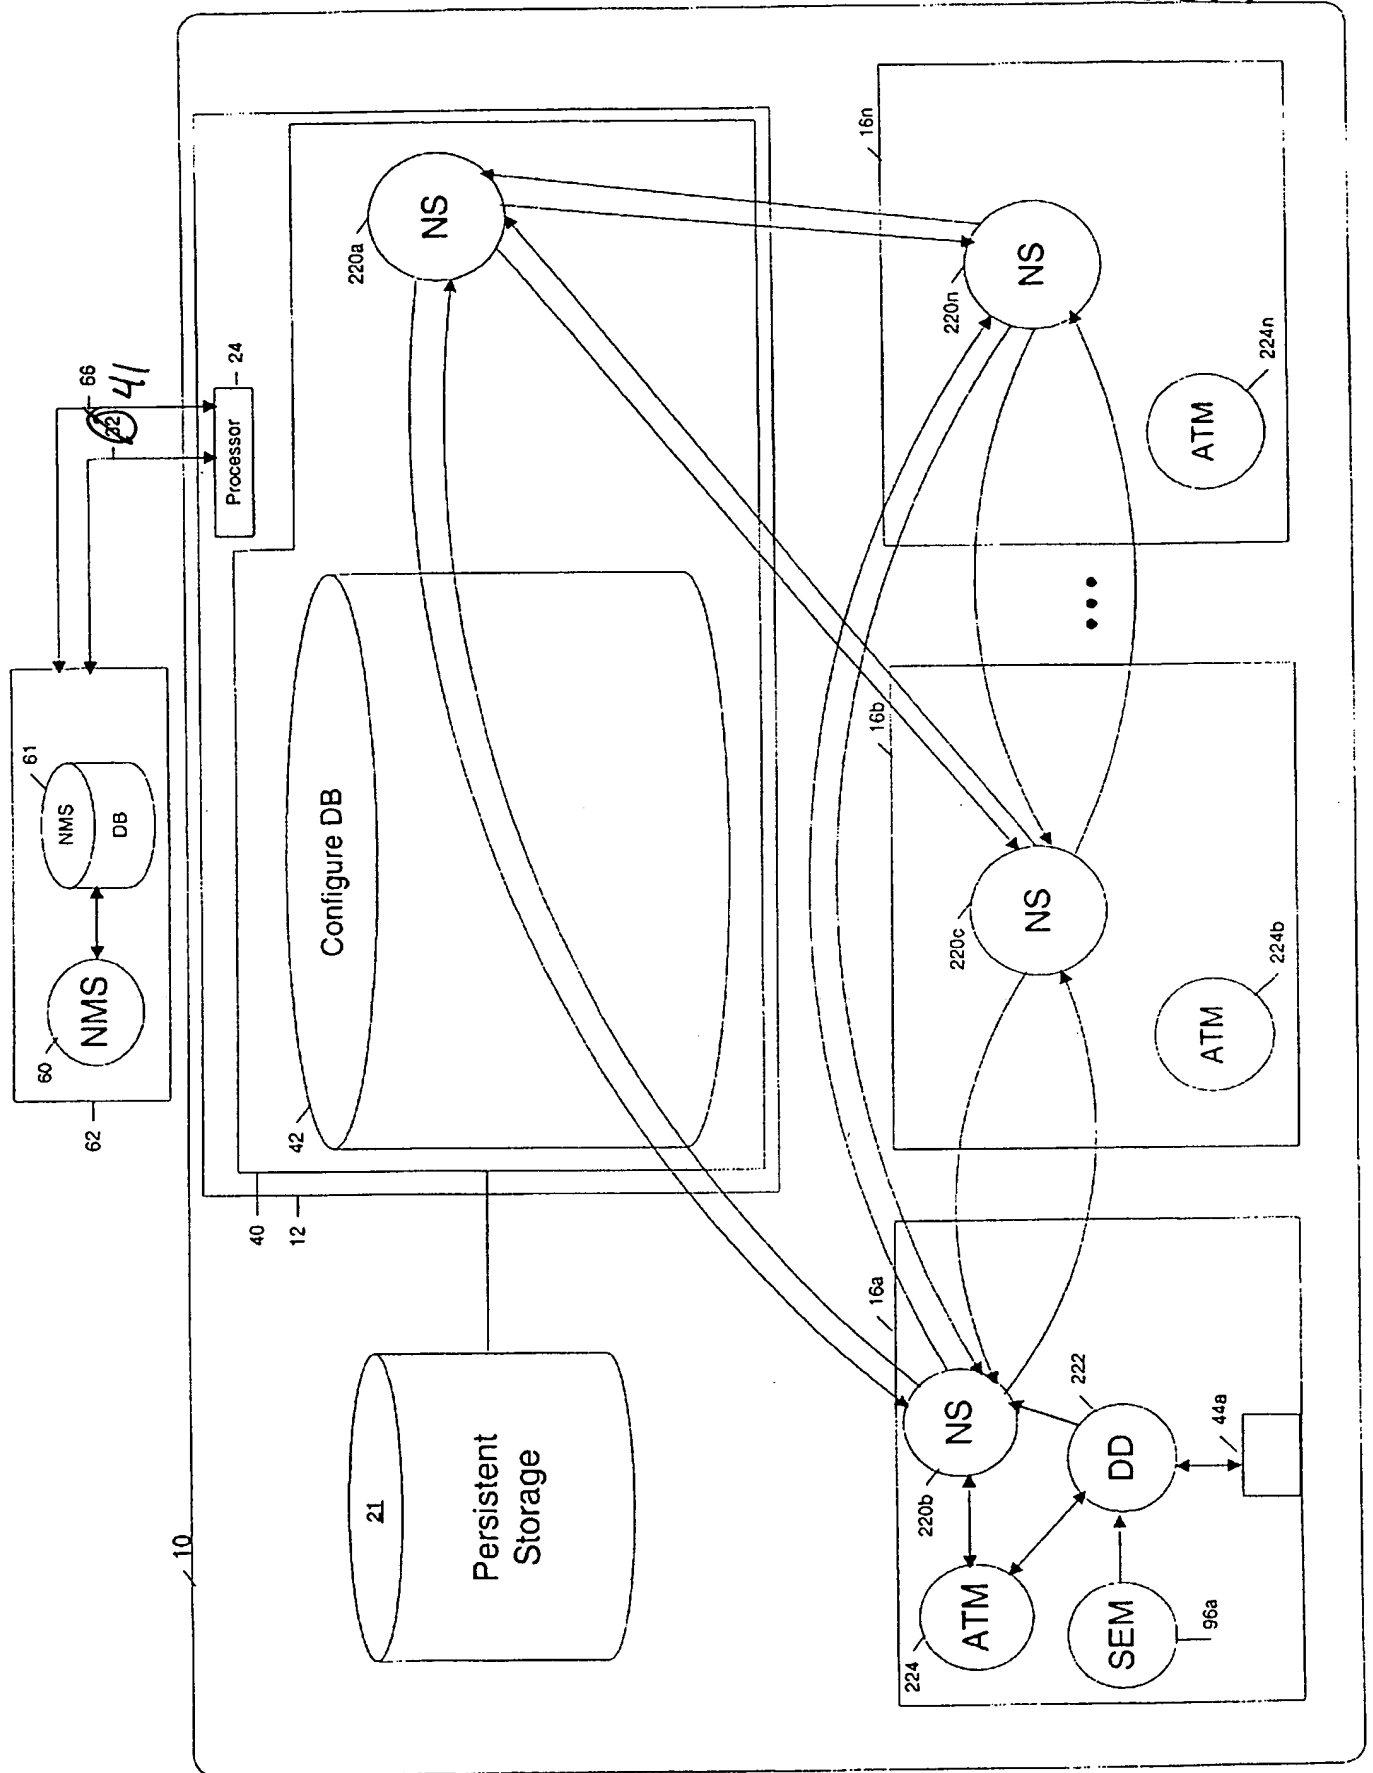 62
60
NMS
61
NMS
DB
66
32
41
10
21
Persistent
Storage
40
12
42
Configure DB
Processor
24
220a
NS
16a
220b
NS
224
ATM
222
DD
SEM
96a
44a
16b
220c
NS
ATM
224b
•••
16n
220n
NS
ATM
224n